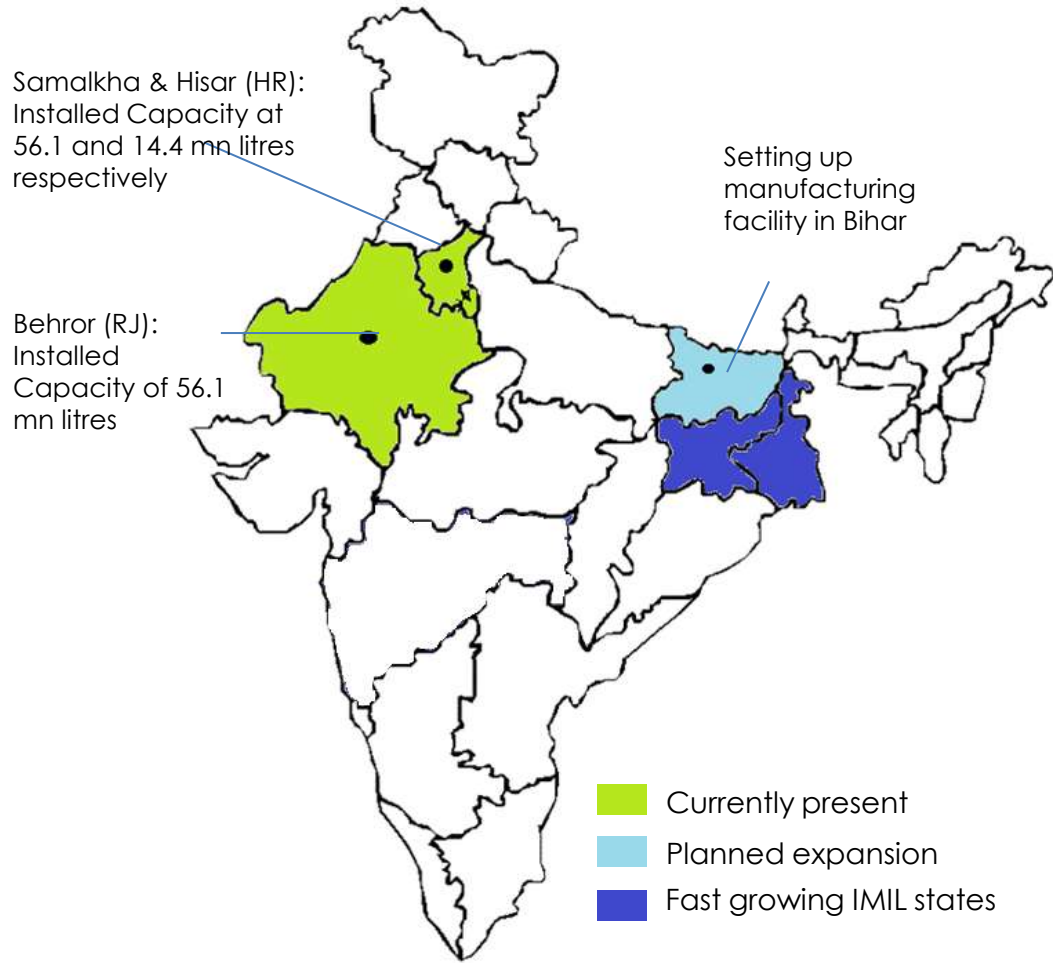 Samalkha & Hisar (HR):
Installed Capacity at
56.1 and 14.4 mn litres
respectively
Setting up
manufacturing
facility in Bihar
Behror (RJ):
Installed
Capacity of 56.1
mn litres
Currently present
Planned expansion
Fast growing IMIL states